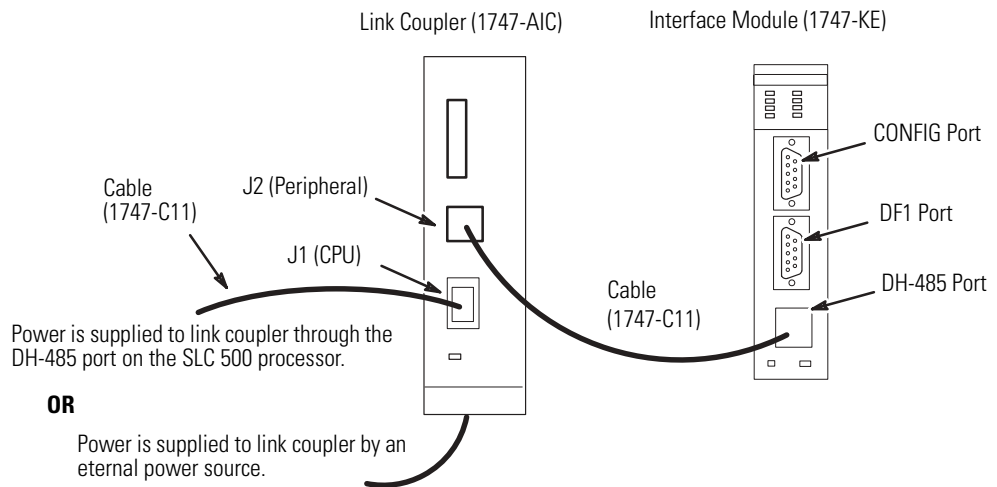 Link Coupler (1747-AIC)
Interface Module (1747-KE)
CONFIG Port
Cable
(1747-C11)
J2 (Peripheral)
DF1 Port
J1 (CPU)
DH-485 Port
Cable
(1747-C11)
Power is supplied to link coupler through the
DH-485 port on the SLC 500 processor.
OR
Power is supplied to link coupler by an
eternal power source.